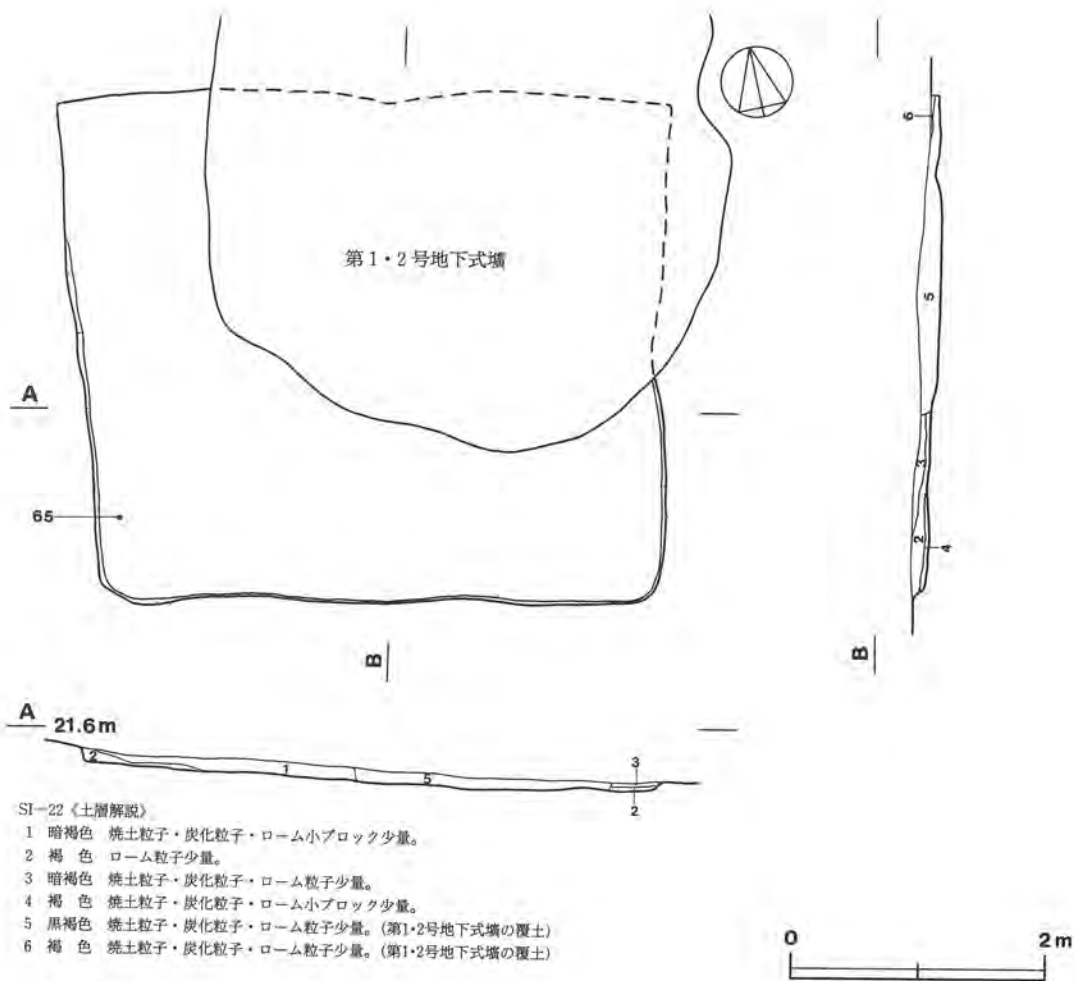 6
第1・2号地下式壙
5
A
3
65
2
4
B
B
A 21.6m
2
1
5
3
2
SI-22《土層解説》
1 暗褐色 焼土粒子・炭化粒子・ローム小ブロック少量。
2 褐 色 ローム粒子少量。
3 暗褐色 焼土粒子・炭化粒子・ローム粒子少量。
4 褐 色 焼土粒子・炭化粒子・ローム小ブロック少量。
5 黒褐色 焼土粒子・炭化粒子・ローム粒子少量。(第1・2号地下式壙の覆土)
6 褐 色 焼土粒子・炭化粒子・ローム粒子少量。(第1・2号地下式壙の覆土)
0 2m